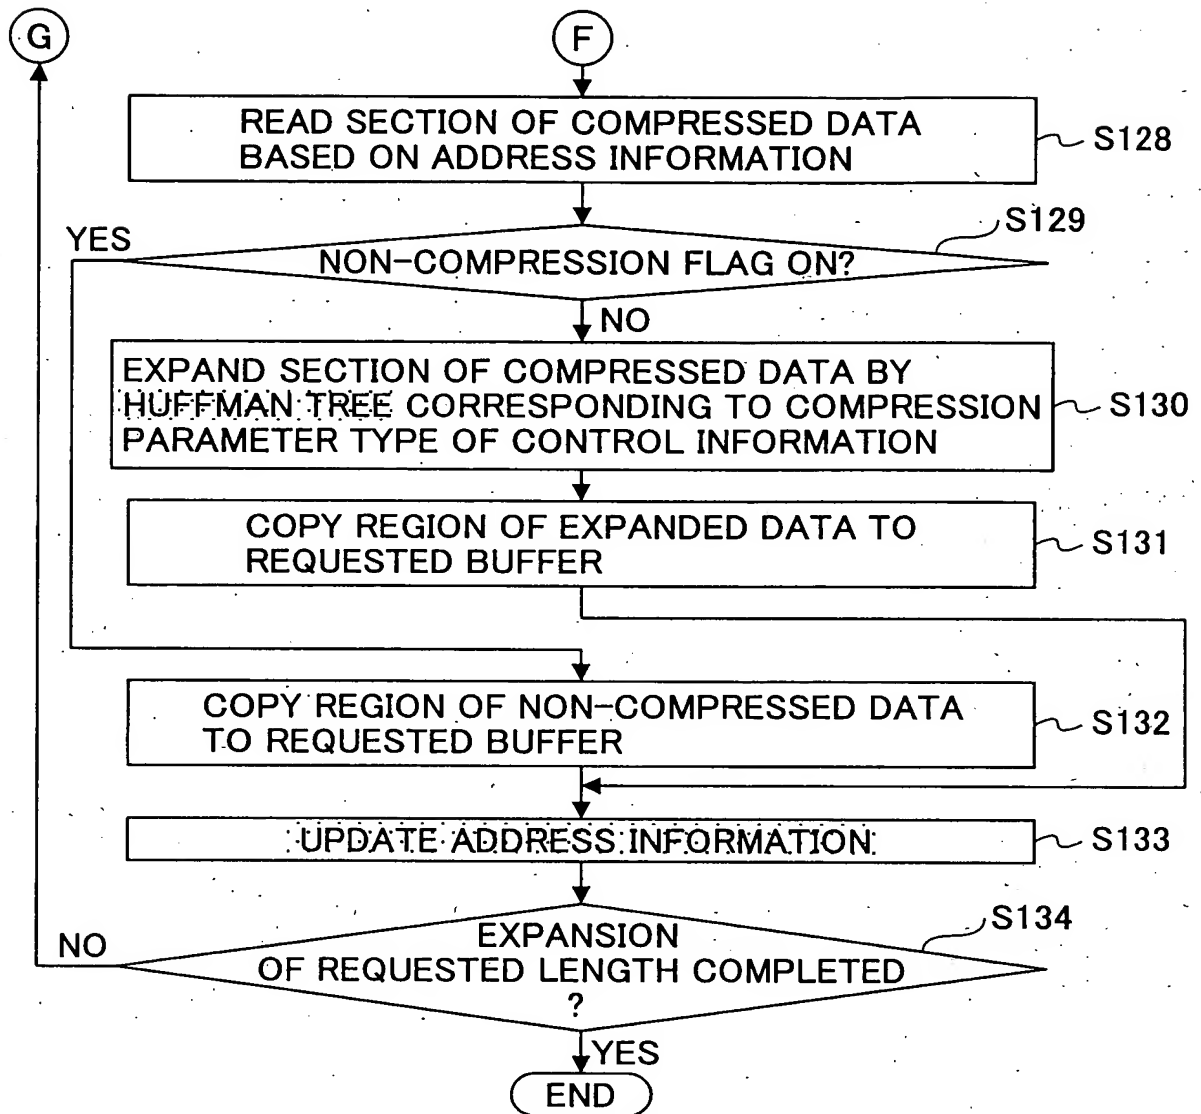 G
F
READ SECTION OF COMPRESSED DATA
BASED ON ADDRESS INFORMATION
S128
S129
YES
NON-COMPRESSION FLAG ON?
NO
EXPAND SECTION OF COMPRESSED DATA BY
HUFFMAN TREE CORRESPONDING TO COMPRESSION
PARAMETER TYPE OF CONTROL INFORMATION
S130
COPY REGION OF EXPANDED DATA TO
REQUESTED BUFFER
S131
COPY REGION OF NON-COMPRESSED DATA
TO REQUESTED BUFFER
S132
UPDATE ADDRESS INFORMATION
S133
S134
NO
EXPANSION
OF REQUESTED LENGTH COMPLETED
?
YES
END